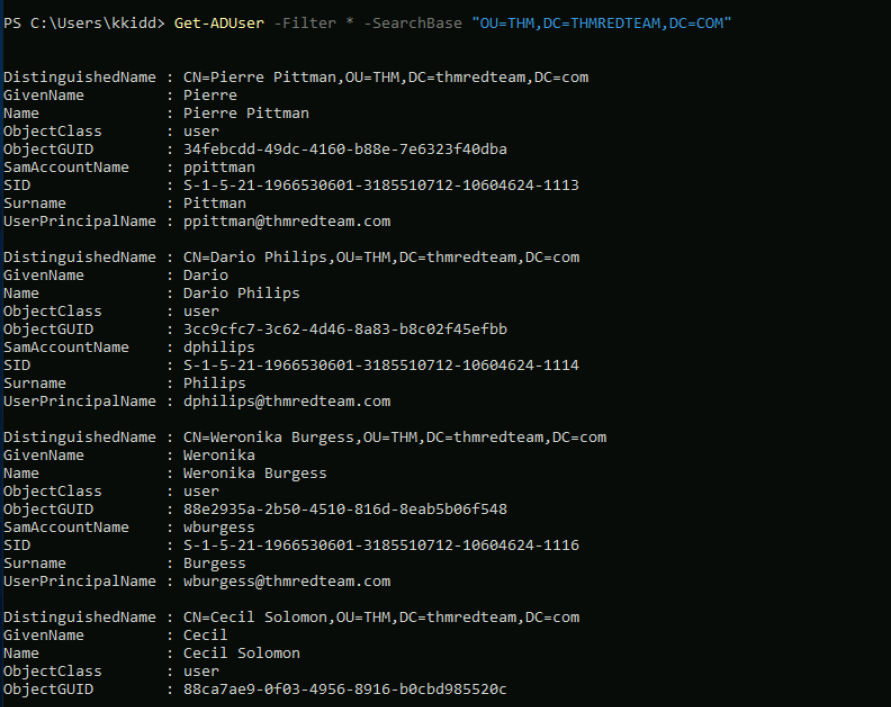 PS C:\Users\kkidd> Get-ADUser -Filter * -SearchBase "OU=THM,DC=THMREDTEAM,DC=COM"
DistinguishedName : CN=Pierre Pittman,OU=THM,DC=thmredteam,DC=com
GivenName : Pierre
Name : Pierre Pittman
ObjectClass : user
ObjectGUID : 34febcdd-49dc-4160-b88e-7e6323f40dba
SamAccountName : ppittman
SID : S-1-5-21-1966530601-3185510712-10604624-1113
Surname : Pittman
UserPrincipalName : ppittman@thmredteam.com
DistinguishedName : CN=Dario Philips,OU=THM,DC=thmredteam,DC=com
GivenName : Dario
Name : Dario Philips
ObjectClass : user
ObjectGUID : 3cc9cfc7-3c62-4d46-8a83-b8c02f45efbb
SamAccountName : dphilips
SID : S-1-5-21-1966530601-3185510712-10604624-1114
Surname : Philips
UserPrincipalName : dphilips@thmredteam.com
DistinguishedName : CN=Weronika Burgess,OU=THM,DC=thmredteam,DC=com
GivenName : Weronika
Name : Weronika Burgess
ObjectClass : user
ObjectGUID : 88e2935a-2b50-4510-816d-8eab5b06f548
SamAccountName : wburgess
SID : S-1-5-21-1966530601-3185510712-10604624-1116
Surname : Burgess
UserPrincipalName : wburgess@thmredteam.com
DistinguishedName : CN=Cecil Solomon,OU=THM,DC=thmredteam,DC=com
GivenName : Cecil
Name : Cecil Solomon
ObjectClass : user
ObjectGUID : 88ca7ae9-0f03-4956-8916-b0cbd985520c